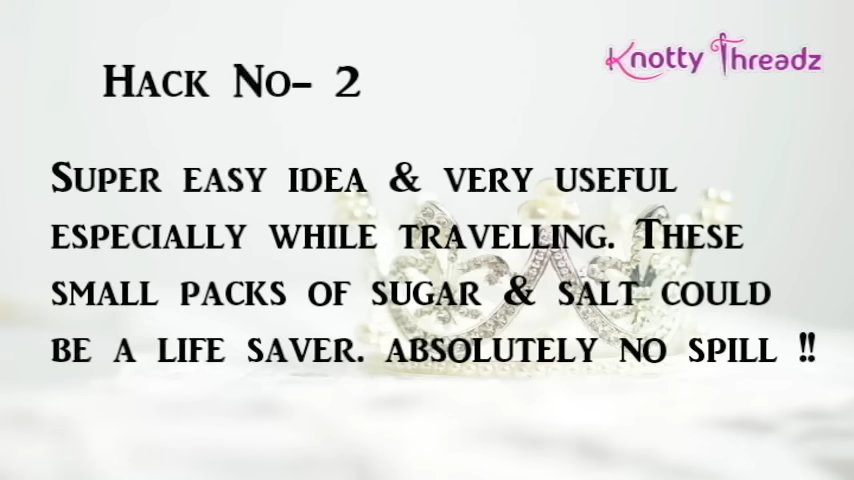 Knotty Threadz
Hack No- 2
Super easy idea & very useful
especially while travelling. These
small packs of sugar & salt could
be a life saver. absolutely no spill !!